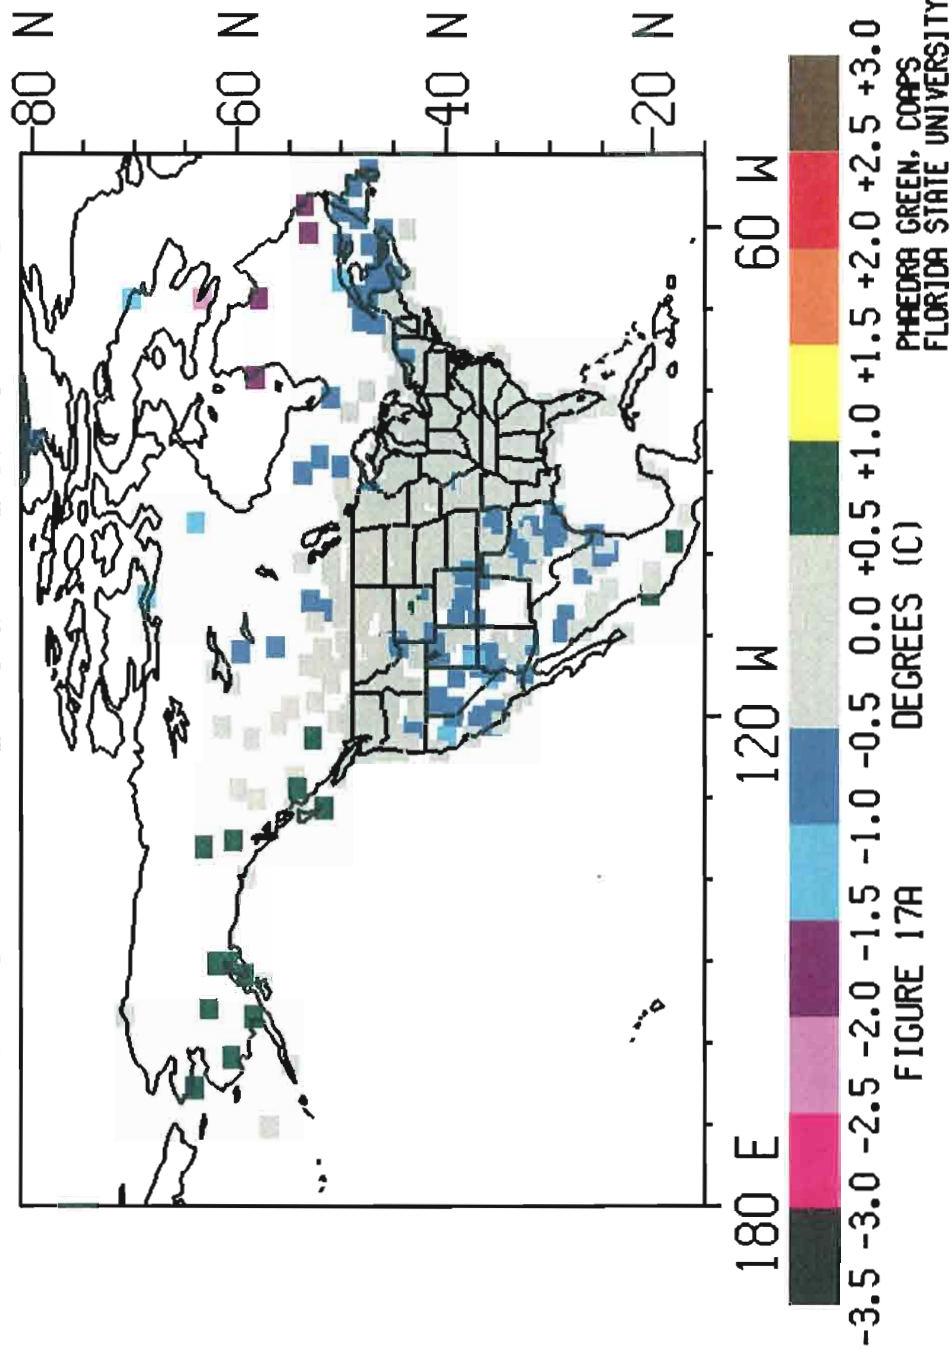 80 N
60 N
40 N
20 N
180 E
120 W
60 W
-3.5 -3.0 -2.5 -2.0 -1.5 -1.0 -0.5 0.0 +0.5 +1.0 +1.5 +2.0 +2.5 +3.0
FIGURE 17A
DEGREES (C)
PHAEDRA GREEN, COAPS
FLORIDA STATE UNIVERSITY